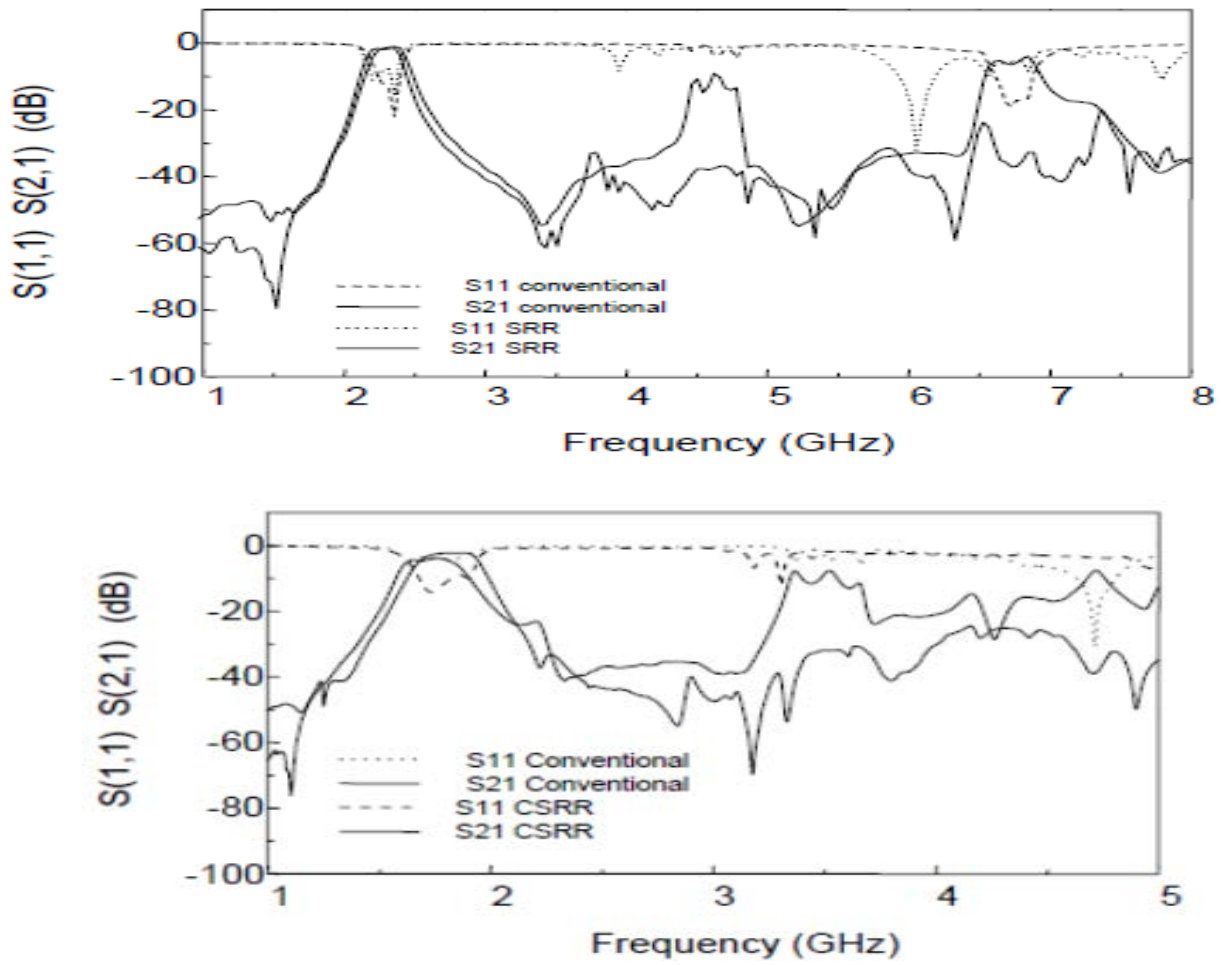 S(1,1) S(2,1) (dB)
0
-20
-40
-60
-80
-100
S11 conventional
S21 conventional
S11 SRR
S21 SRR
1 2 3 4 5 6 7 8
Frequency (GHz)
S(1,1) S(2,1) (dB)
0
-20
-40
-60
-80
-100
S11 Conventional
S21 Conventional
S11 CSRR
S21 CSRR
1 2 3 4 5
Frequency (GHz)